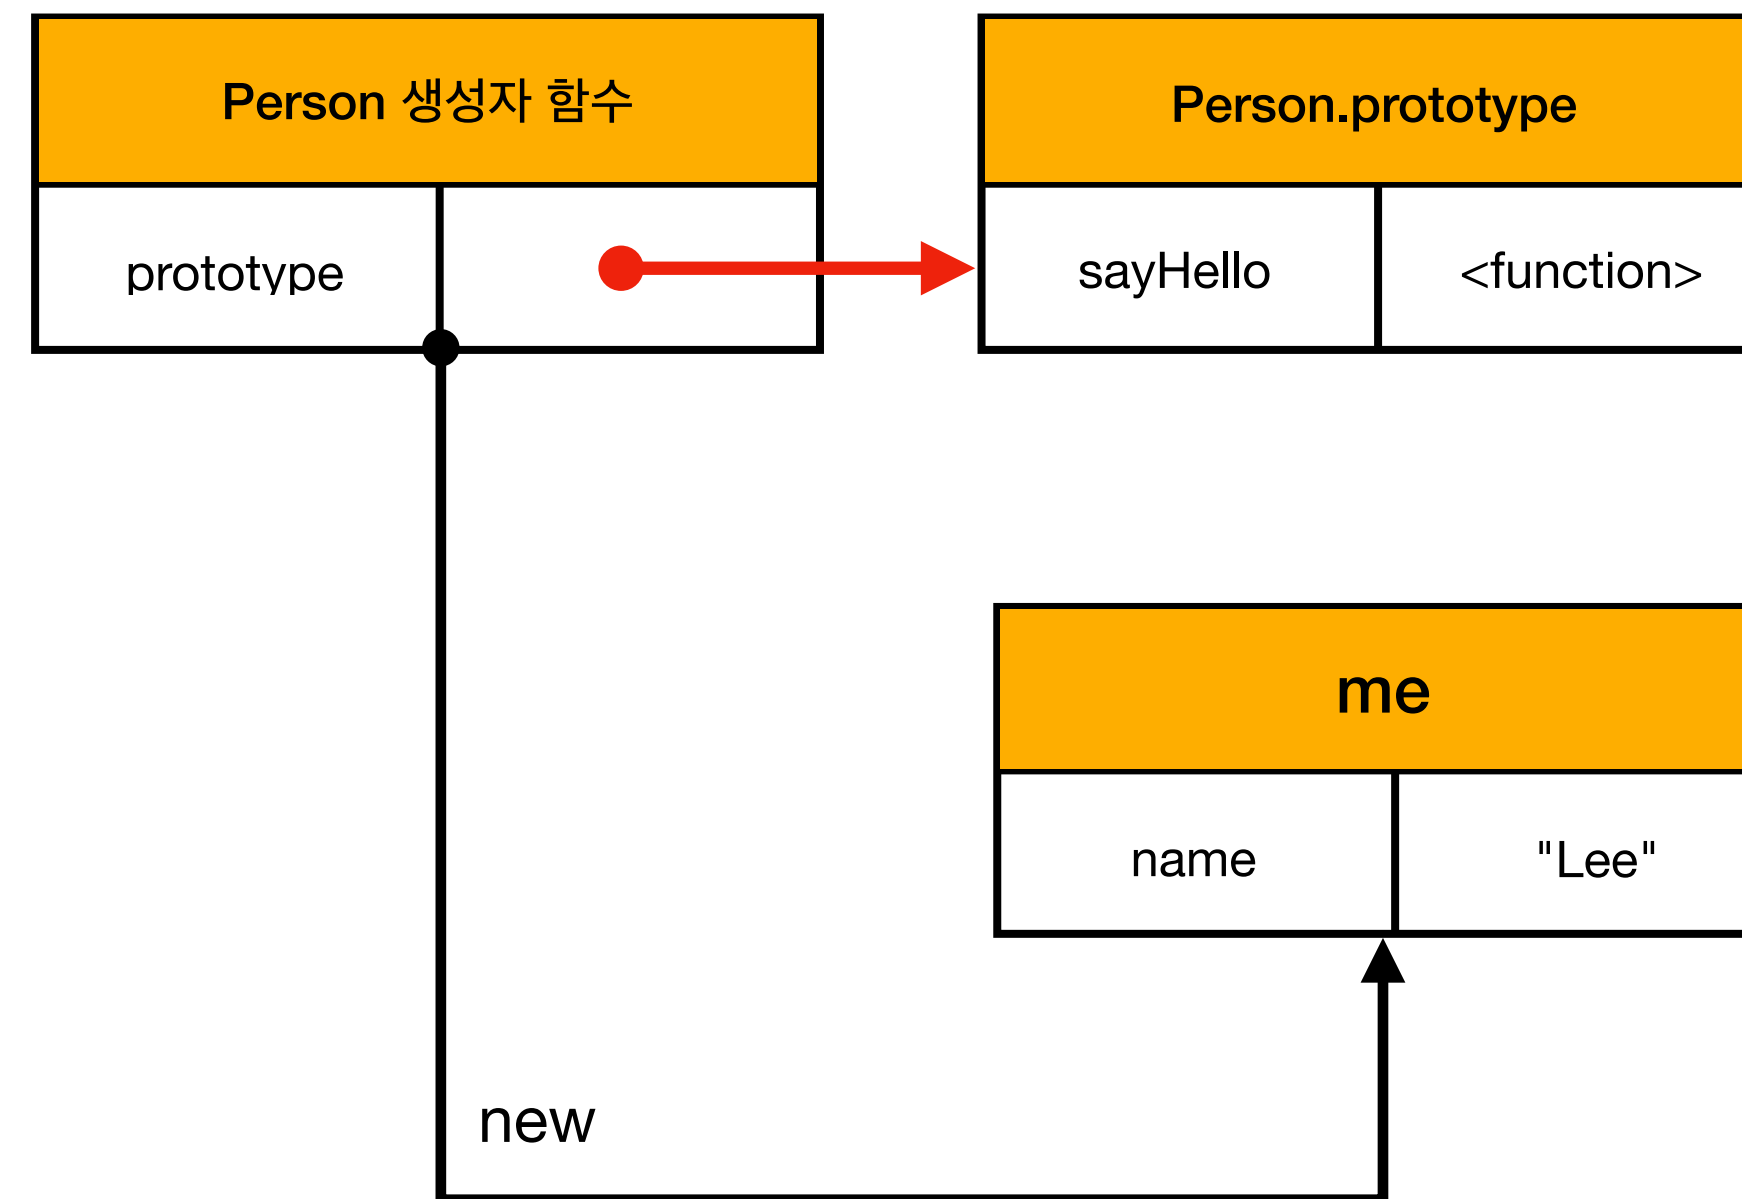 Person 생성자 함수
Person.prototype
prototype
sayHello
<function>
me
name
"Lee"
new